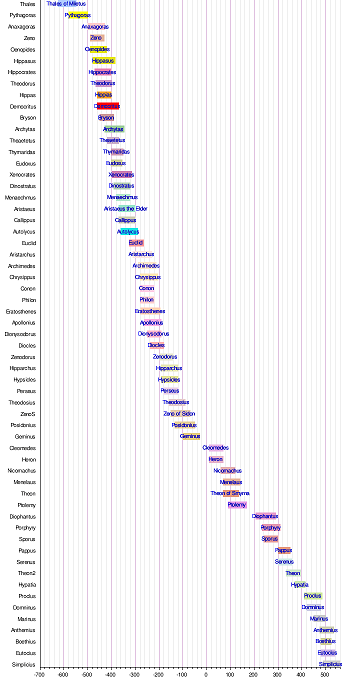 Thales Thales of Miletus
Pythagoras Pythagoras
Anaxagoras Anaxagoras
Zeno Zeno
Oenopides Oenopides
Hippasus Hippasus
Hippocrates Hippocrates
Theodorus Theodorus
Hippias Hippias
Democritus Democritus
Bryson Bryson
Archytas Archytas
Theaetetus Theaetetus
Thymaridas Thymaridas
Eudoxus Eudoxus
Xenocrates Xenocrates
Dinostratus Dinostratus
Menaechmus Menaechmus
Aristaeus Aristaeus the Elder
Callippus Callippus
Autolycus Autolycus
Euclid Euclid
Aristarchus Aristarchus
Archimedes Archimedes
Chrysippus Chrysippus
Conon Conon
Philon Philon
Eratosthenes Eratosthenes
Apollonius Apollonius
Dionysodorus Dionysodorus
Diocles Diocles
Zenodorus Zenodorus
Hipparchus Hipparchus
Hypsicles Hypsicles
Perseus Perseus
Theodosius Theodosius
ZenoS Zeno of Sidon
Posidonius Posidonius
Geminus Geminus
Cleomedes Cleomedes
Heron Heron
Nicomachus Nicomachus
Menelaus Menelaus
Theon Theon of Smyrna
Ptolemy Ptolemy
Diophantus Diophantus
Porphyry Porphyry
Sporus Sporus
Pappus Pappus
Serenus Serenus
Theon2 Theon
Hypatia Hypatia
Proclus Proclus
Domninus Domninus
Marinus Marinus
Anthemius Anthemius
Boethius Boethius
Eutocius Eutocius
Simplicius Simplicius
-700 -600 -500 -400 -300 -200 -100 0 100 200 300 400 500